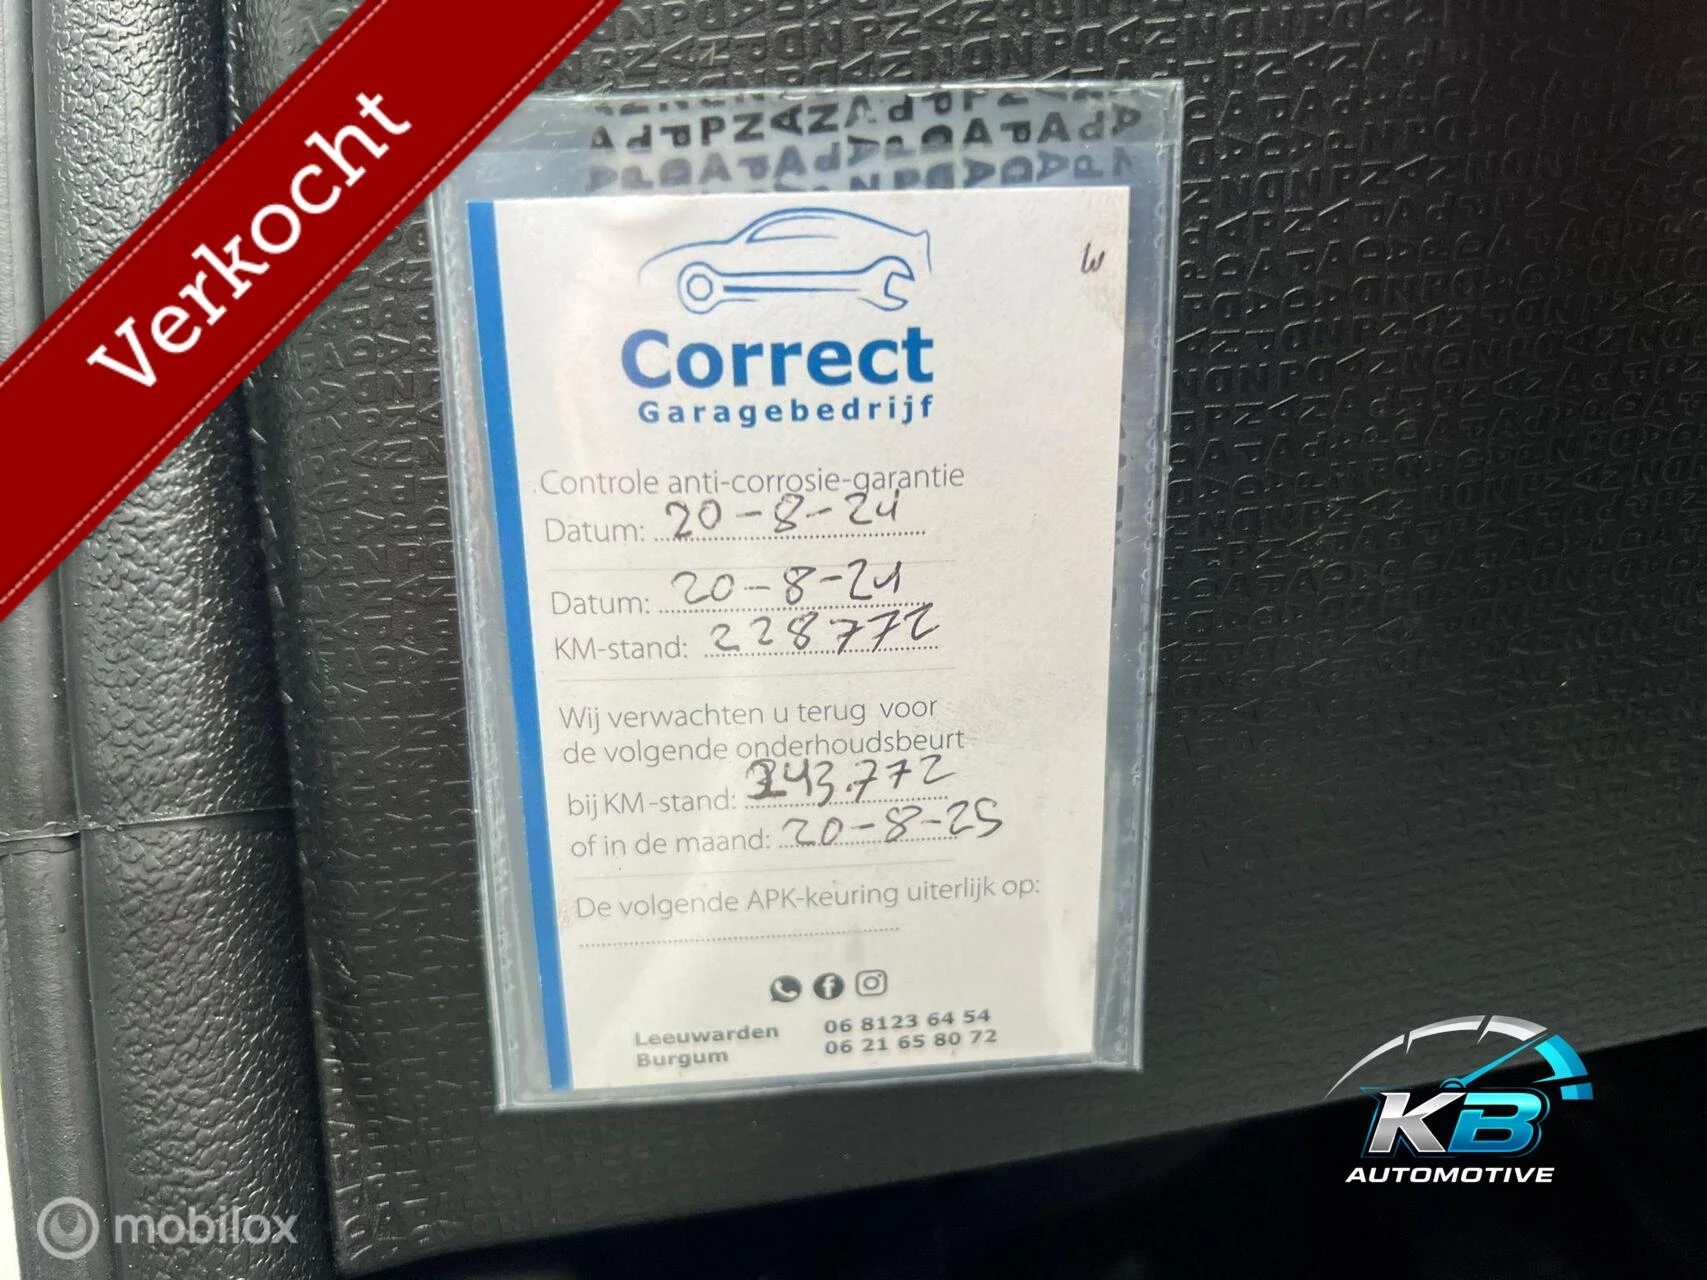 Verkocht
W
Correct
Garagebedrijf
Controle anti-corrosie-garantie
Datum: 20-8-24
Datum: 20-8-24
KM-stand: 228772
Wij verwachten u terug voor
de volgende onderhoudsbeurt
bij KM-stand: 243.772
of in de maand: 20-8-25
De volgende APK-keuring uiterlijk op:
Leeuwarden 06 8123 64 54
Burgum 06 21 65 80 72
KB
AUTOMOTIVE
mobilox